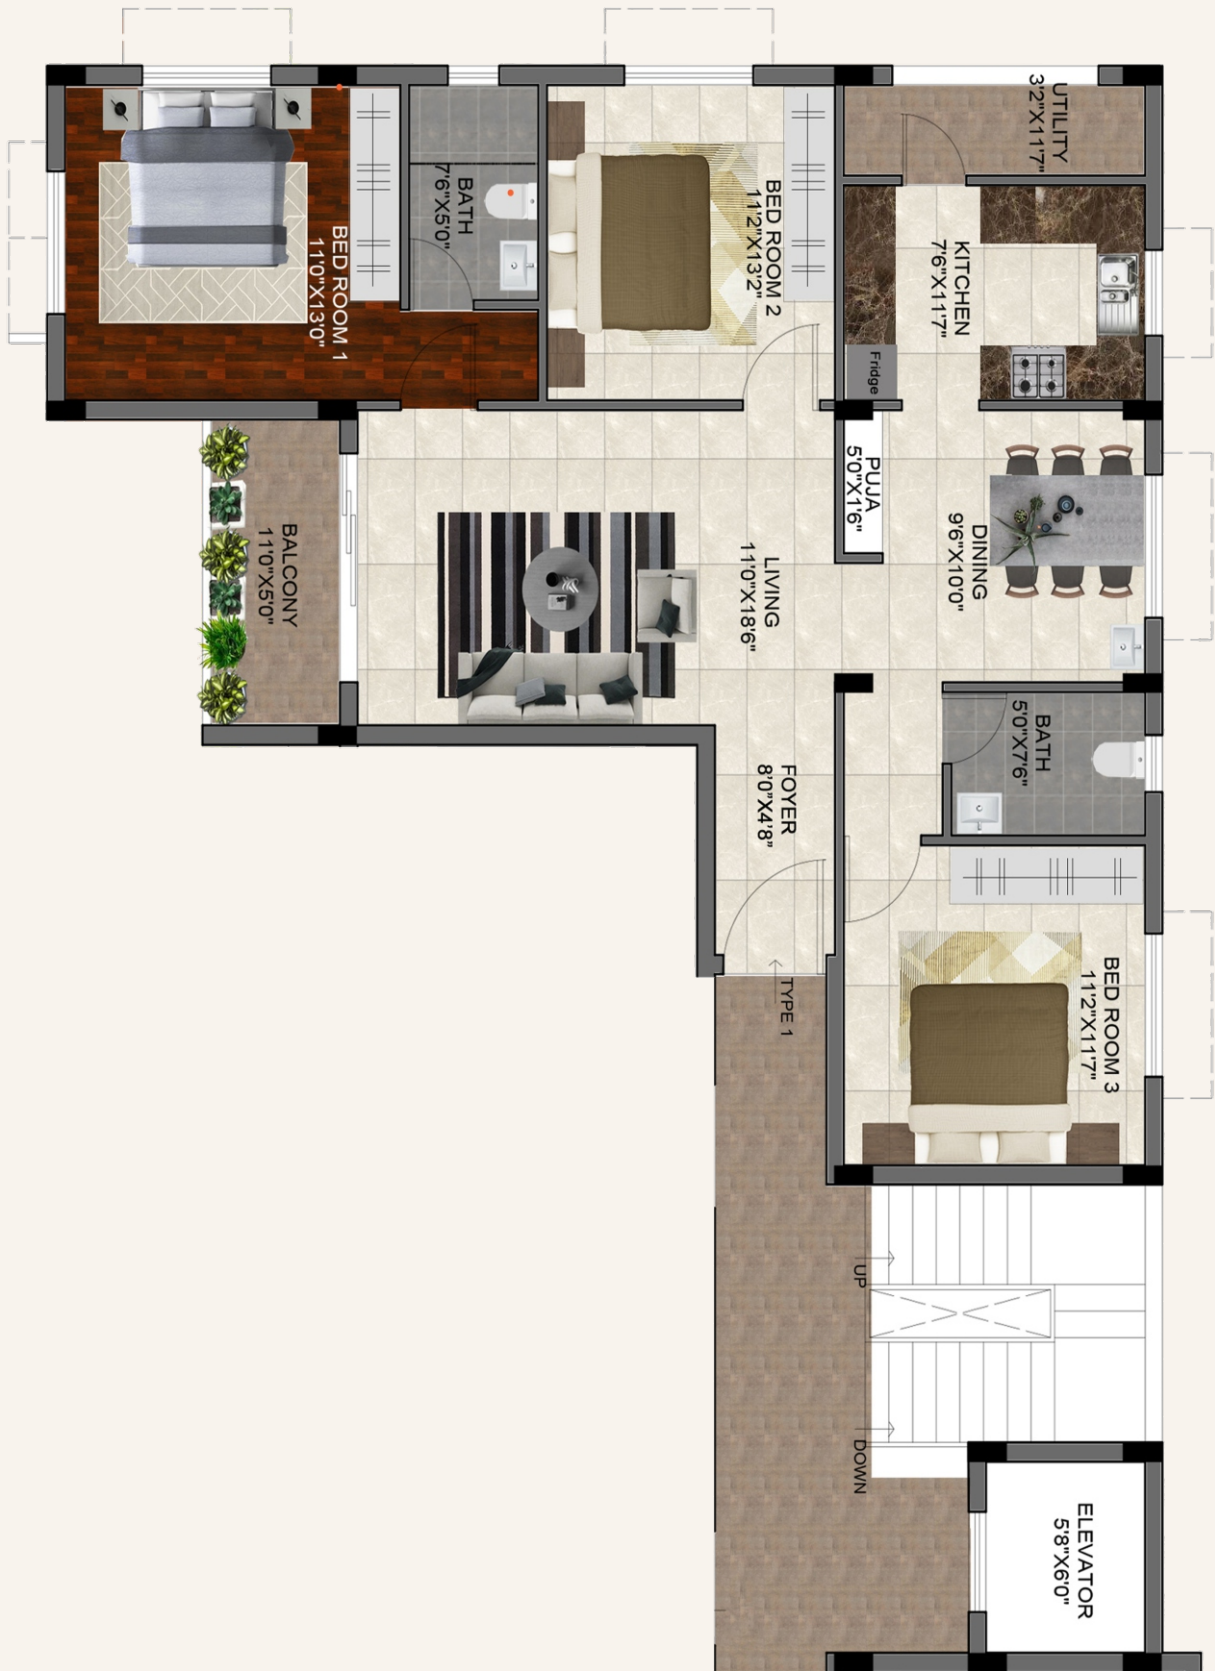 UTILITY
3'2"X11'7"
BATH
7'6"X5'0"
BED ROOM 2
11'2"X13'2"
BED ROOM 1
11'0"X13'0"
KITCHEN
7'6"X11'7"
Fridge
PUJA
5'0"X1'6"
DINING
9'6"X10'0"
BALCONY
11'0"X5'0"
LIVING
11'0"X18'6"
BATH
5'0"X7'6"
FOYER
8'0"X4'8"
BED ROOM 3
11'2"X11'7"
TYPE 1
UP
DOWN
ELEVATOR
5'8"X6'0"